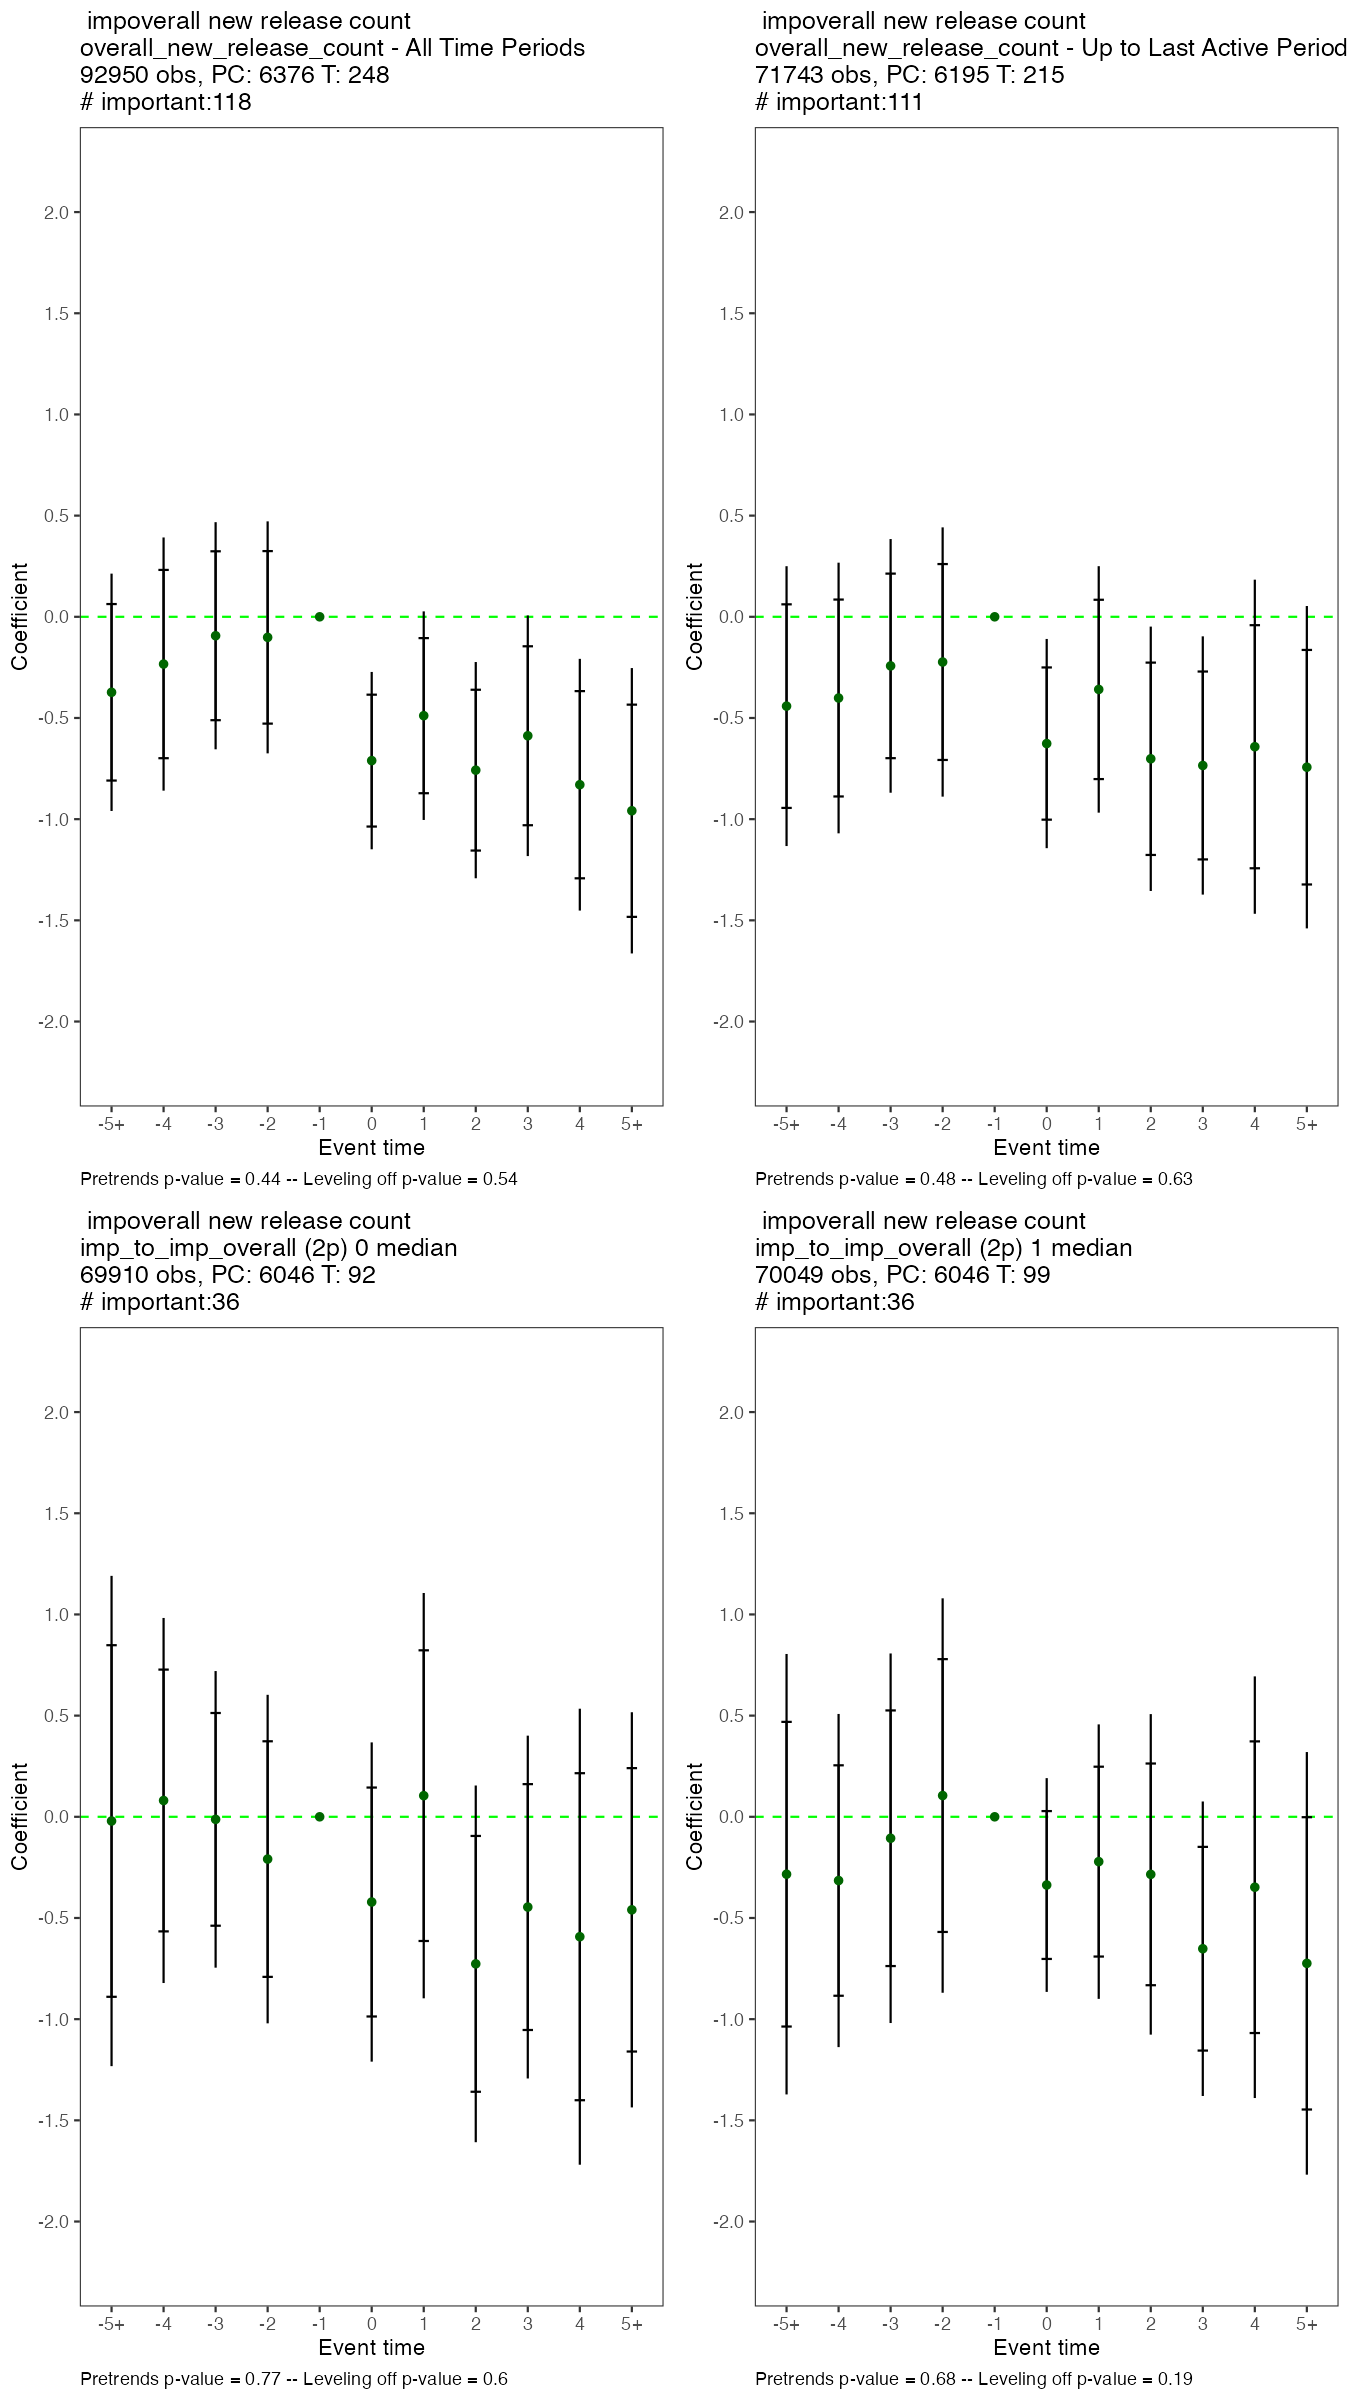 impoverall new release count
overall_new_release_count - All Time Periods
92950 obs, PC: 6376 T: 248
# important:118
2.0
1.5
1.0
0.5
0.0
-0.5
-1.0
-1.5
-2.0
Coefficient
-5+ -4 -3 -2 -1 0 1 2 3 4 5+
Event time
Pretrends p-value = 0.44 -- Leveling off p-value = 0.54
impoverall new release count
overall_new_release_count - Up to Last Active Period
71743 obs, PC: 6195 T: 215
# important:111
2.0
1.5
1.0
0.5
0.0
-0.5
-1.0
-1.5
-2.0
Coefficient
-5+ -4 -3 -2 -1 0 1 2 3 4 5+
Event time
Pretrends p-value = 0.48 -- Leveling off p-value = 0.63
impoverall new release count
imp_to_imp_overall (2p) 0 median
69910 obs, PC: 6046 T: 92
# important:36
2.0
1.5
1.0
0.5
0.0
-0.5
-1.0
-1.5
-2.0
Coefficient
-5+ -4 -3 -2 -1 0 1 2 3 4 5+
Event time
Pretrends p-value = 0.77 -- Leveling off p-value = 0.6
impoverall new release count
imp_to_imp_overall (2p) 1 median
70049 obs, PC: 6046 T: 99
# important:36
2.0
1.5
1.0
0.5
0.0
-0.5
-1.0
-1.5
-2.0
Coefficient
-5+ -4 -3 -2 -1 0 1 2 3 4 5+
Event time
Pretrends p-value = 0.68 -- Leveling off p-value = 0.19